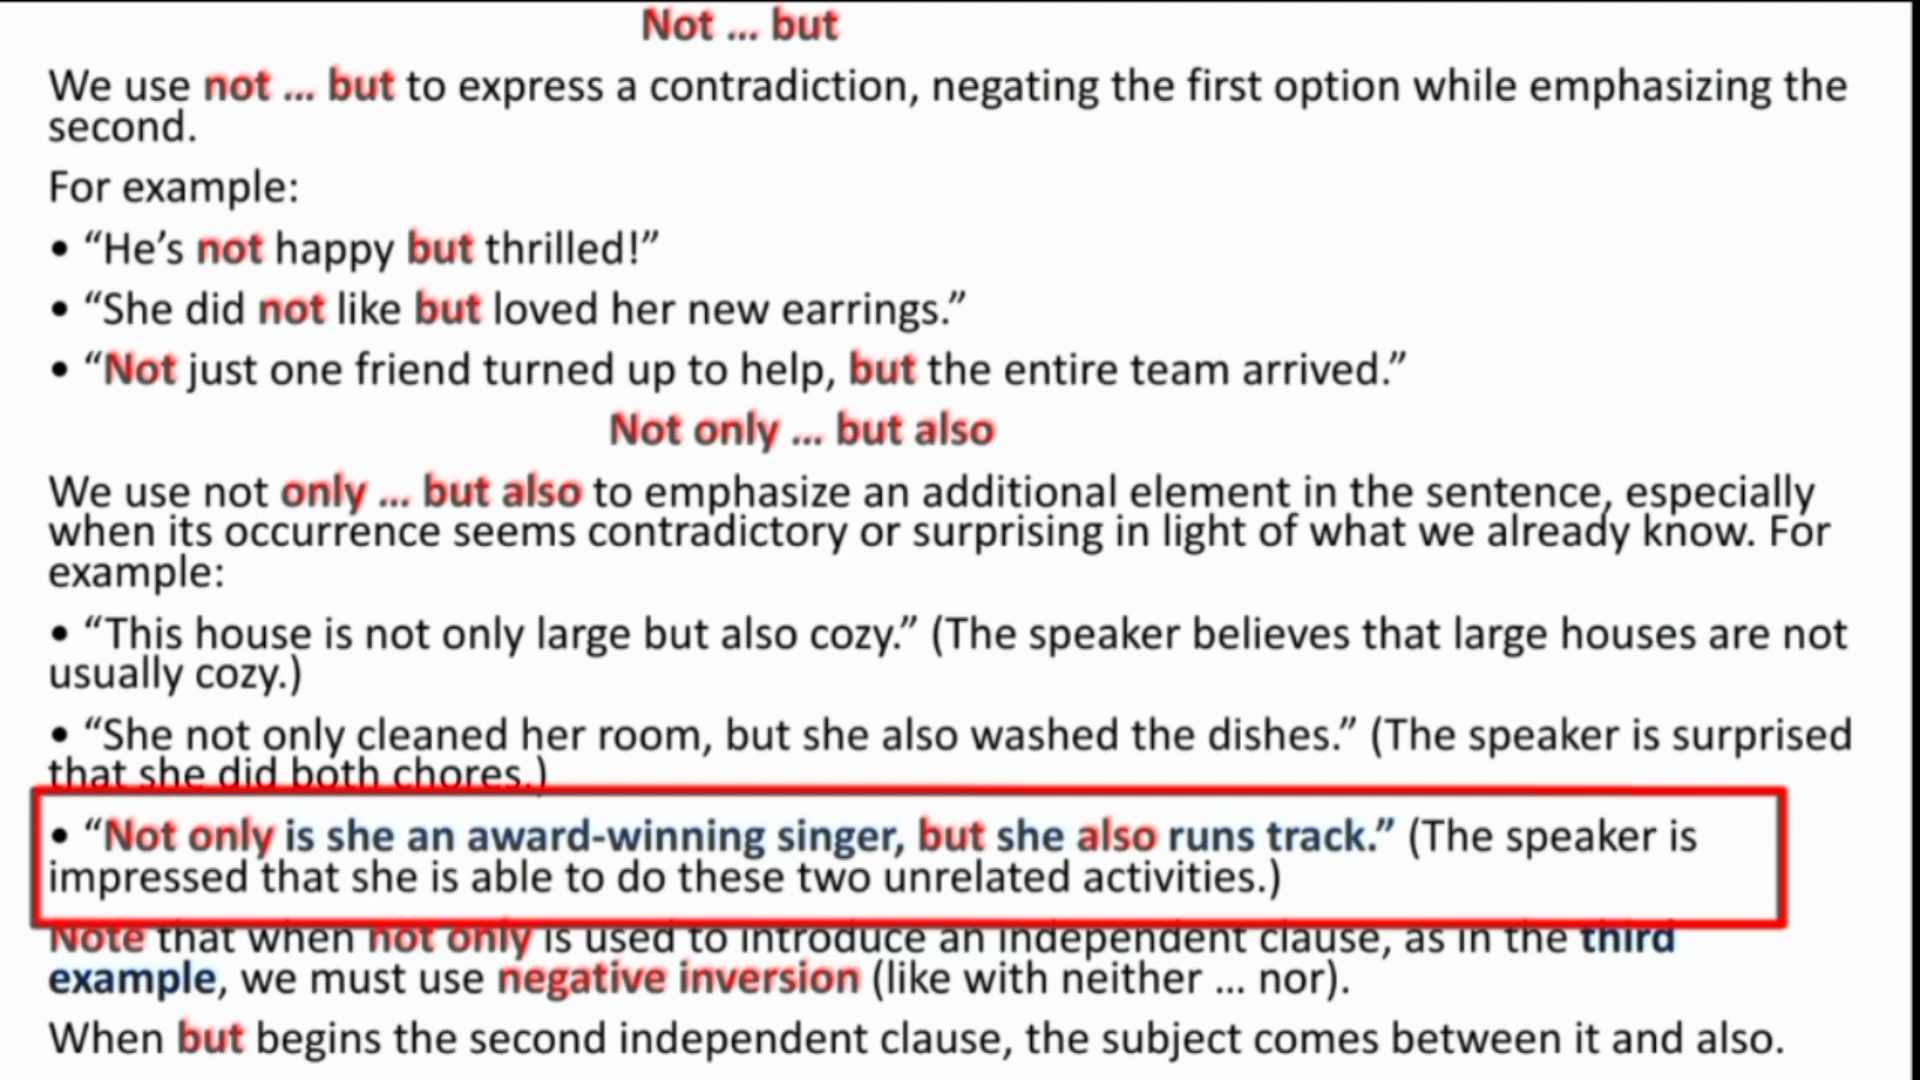 Not ... but
We use not ... but to express a contradiction, negating the first option while emphasizing the
second.
For example:
• “He’s not happy but thrilled!”
• “She did not like but loved her new earrings.”
• “Not just one friend turned up to help, but the entire team arrived.”
Not only ... but also
We use not only ... but also to emphasize an additional element in the sentence, especially
when its occurrence seems contradictory or surprising in light of what we already know. For
example:
• “This house is not only large but also cozy.” (The speaker believes that large houses are not
usually cozy.)
• “She not only cleaned her room, but she also washed the dishes.” (The speaker is surprised
that she did both chores.)
• “Not only is she an award-winning singer, but she also runs track.” (The speaker is
impressed that she is able to do these two unrelated activities.)
Note that when not only is used to introduce an independent clause, as in the third
example, we must use negative inversion (like with neither ... nor).
When but begins the second independent clause, the subject comes between it and also.